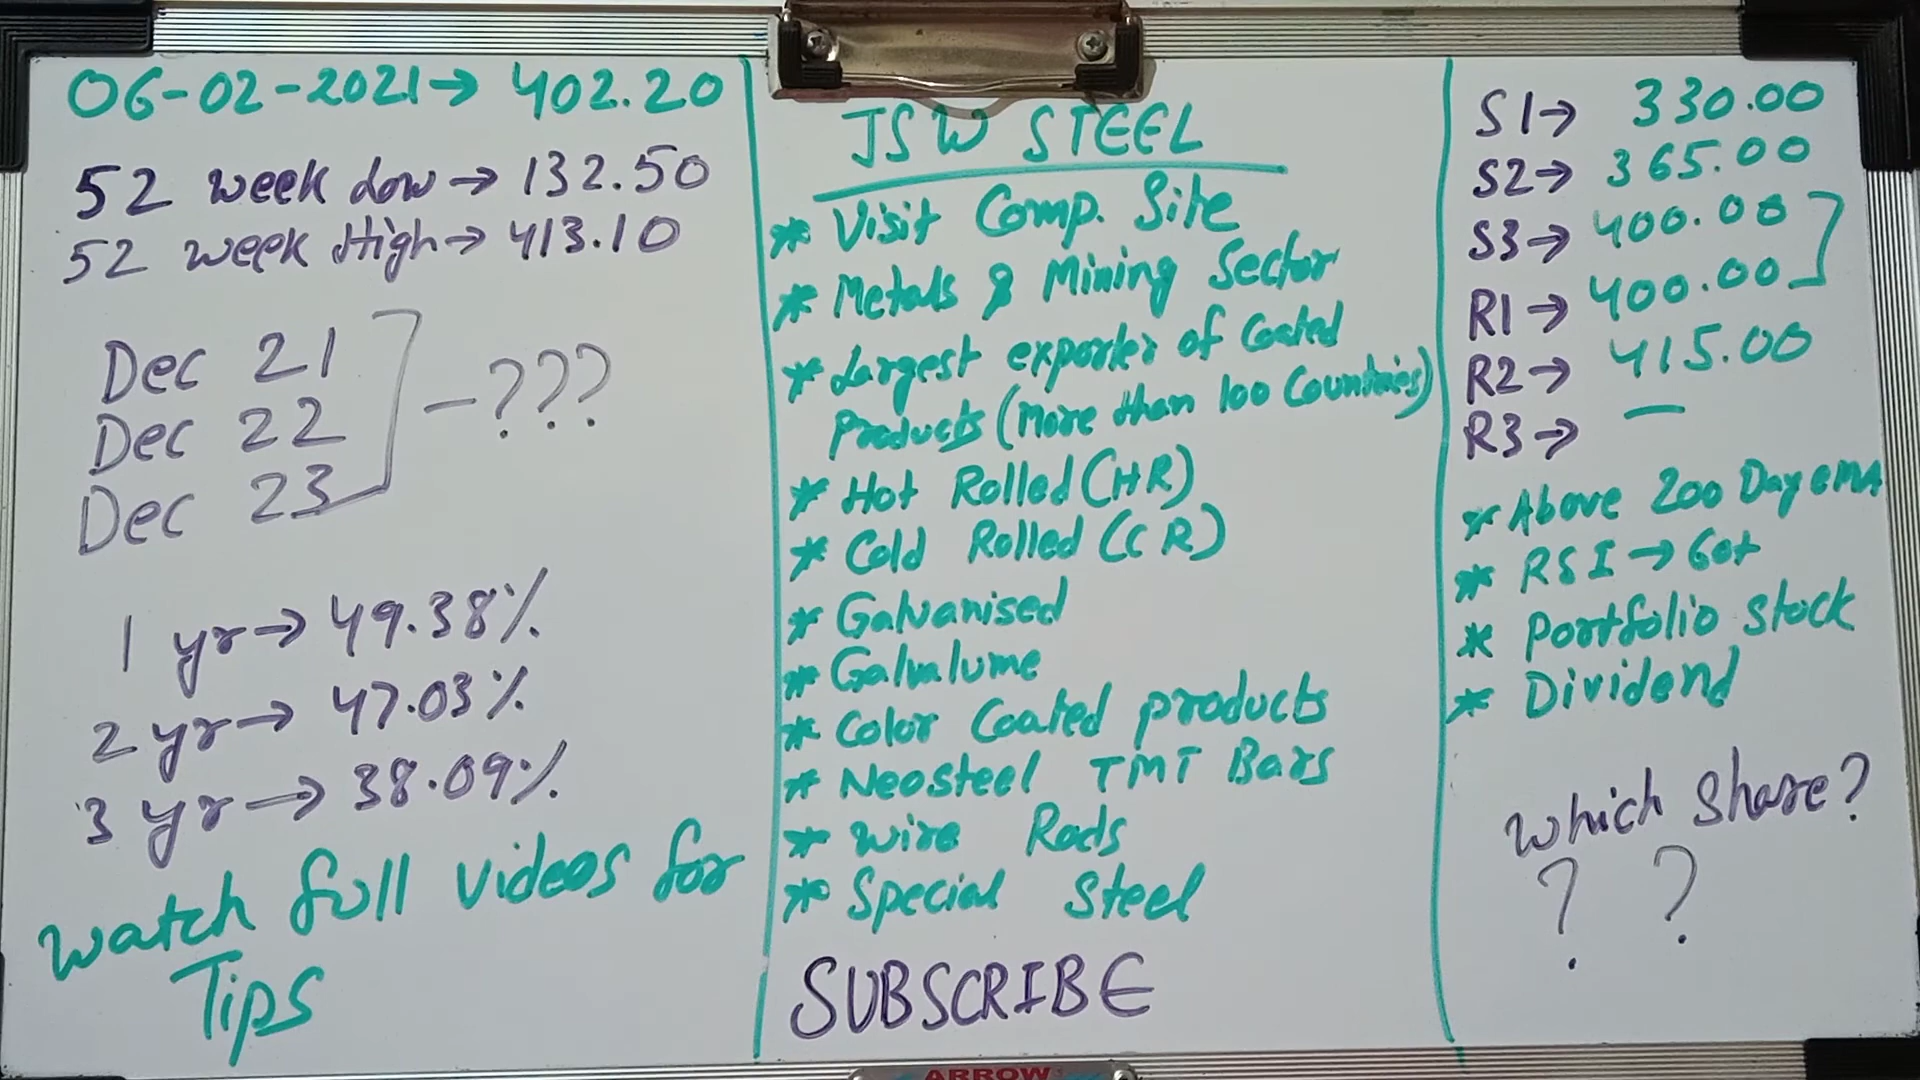 06-02-2021→ 402.20
52 week Low → 132.50
52 week High → 413.10
Dec 21
Dec 22
Dec 23
- ???
1 yr → 49.38%
2 yr → 47.03%
3 yr → 38.09%
Watch full videos for
Tips
JSW STEEL
* Visit Comp. Site
* Metals & Mining Sector
* Largest exporter of Coated
Products (More than 100 Countries)
* Hot Rolled (HR)
* Cold Rolled (CR)
* Galvanised
* Galvalume
* Color Coated products
* Neosteel TMT Bars
* Wire Rods
* Special Steel
SUBSCRIBE
S1→ 330.00
S2→ 365.00
S3→ 400.00
R1→ 400.00
R2→ 415.00
R3→ —
* Above 200 Day EMA
* RSI → 60+
* Portfolio Stock
* Dividend
Which Share?
? ?
ARROW